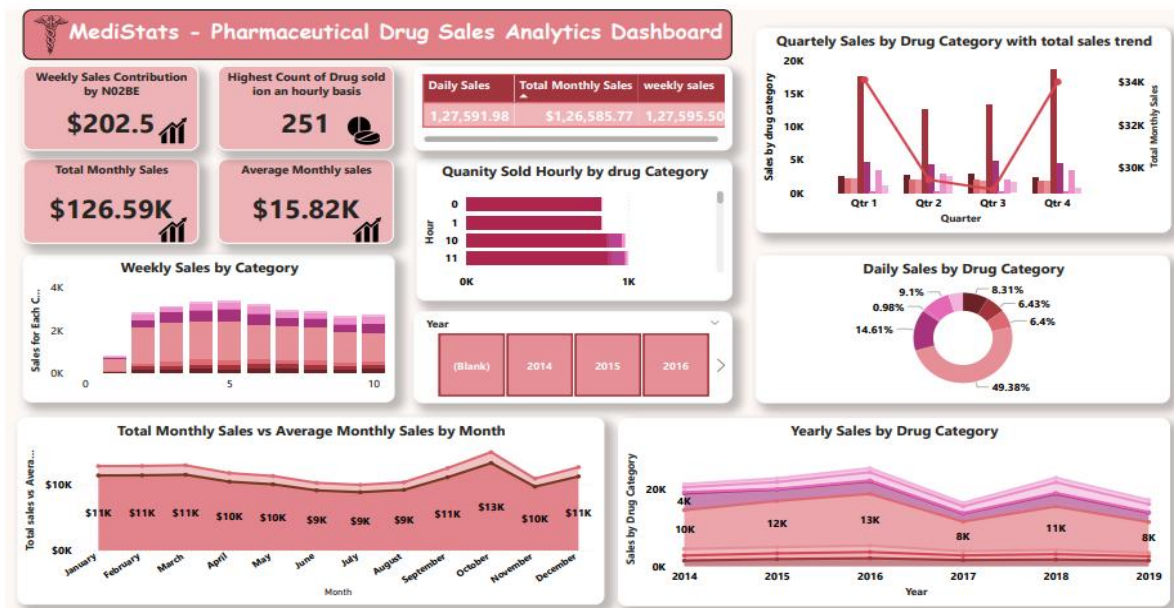 MediStats - Pharmaceutical Drug Sales Analytics Dashboard
Weekly Sales Contribution
by N02BE
$202.5
Highest Count of Drug sold
ion an hourly basis
251
Total Monthly Sales
$126.59K
Average Monthly sales
$15.82K
Daily Sales Total Monthly Sales weekly sales
1,27,591.98 $1,26,585.77 1,27,595.50
Quanity Sold Hourly by drug Category
Hour
0
1
10
11
0K 1K
Year
(Blank) 2014 2015 2016
Quartely Sales by Drug Category with total sales trend
Sales by drug category
20K
15K
10K
5K
0K
$34K
$32K
$30K
Total Monthly Sales
Qtr 1 Qtr 2 Qtr 3 Qtr 4
Quarter
Weekly Sales by Category
Sales for Each C...
4K
2K
0K
0 5 10
Daily Sales by Drug Category
8.31%
6.43%
6.4%
49.38%
14.61%
0.98%
9.1%
Total Monthly Sales vs Average Monthly Sales by Month
Total sales vs Avera...
$10K
$0K
$11K $11K $11K $10K $10K $9K $9K $9K $11K $13K $10K $11K
January February March April May June July August September October November December
Month
Yearly Sales by Drug Category
Sales by Drug Category
20K
0K
4K
10K 12K 13K 8K 11K 8K
2014 2015 2016 2017 2018 2019
Year